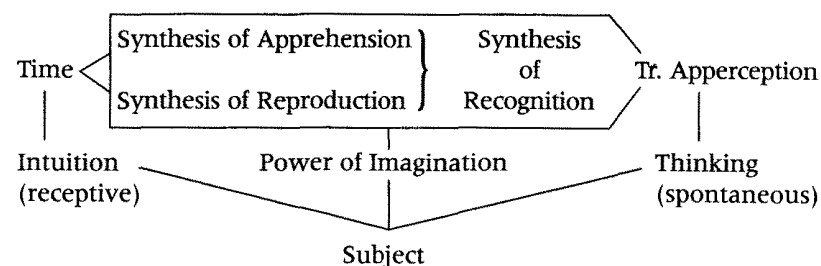 Synthesis of Apprehension } Synthesis
Time of Tr. Apperception
Synthesis of Reproduction Recognition
Intuition Power of Imagination Thinking
(receptive) (spontaneous)
Subject